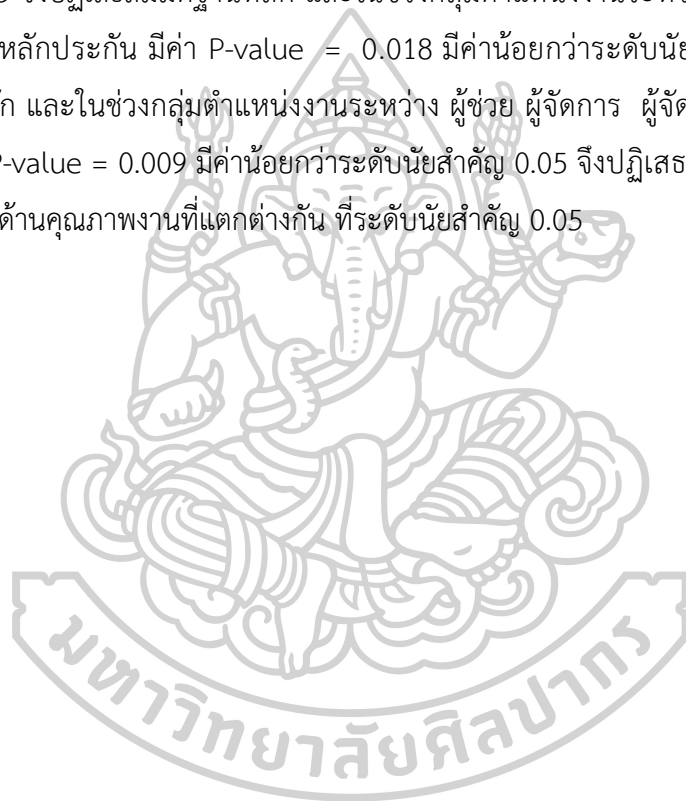 หลักประกัน มีค่า P-value = 0.018 มีค่าน้อยกว่าระดับนัย
ก และในช่วงกลุ่มตำแหน่งงานระหว่าง ผู้ช่วย ผู้จัดการ ผู้จัด
P-value = 0.009 มีค่าน้อยกว่าระดับนัยสำคัญ 0.05 จึงปฏิเสธ
ด้านคุณภาพงานที่แตกต่างกัน ที่ระดับนัยสำคัญ 0.05
มหาวิทยาลัยศิลปากร